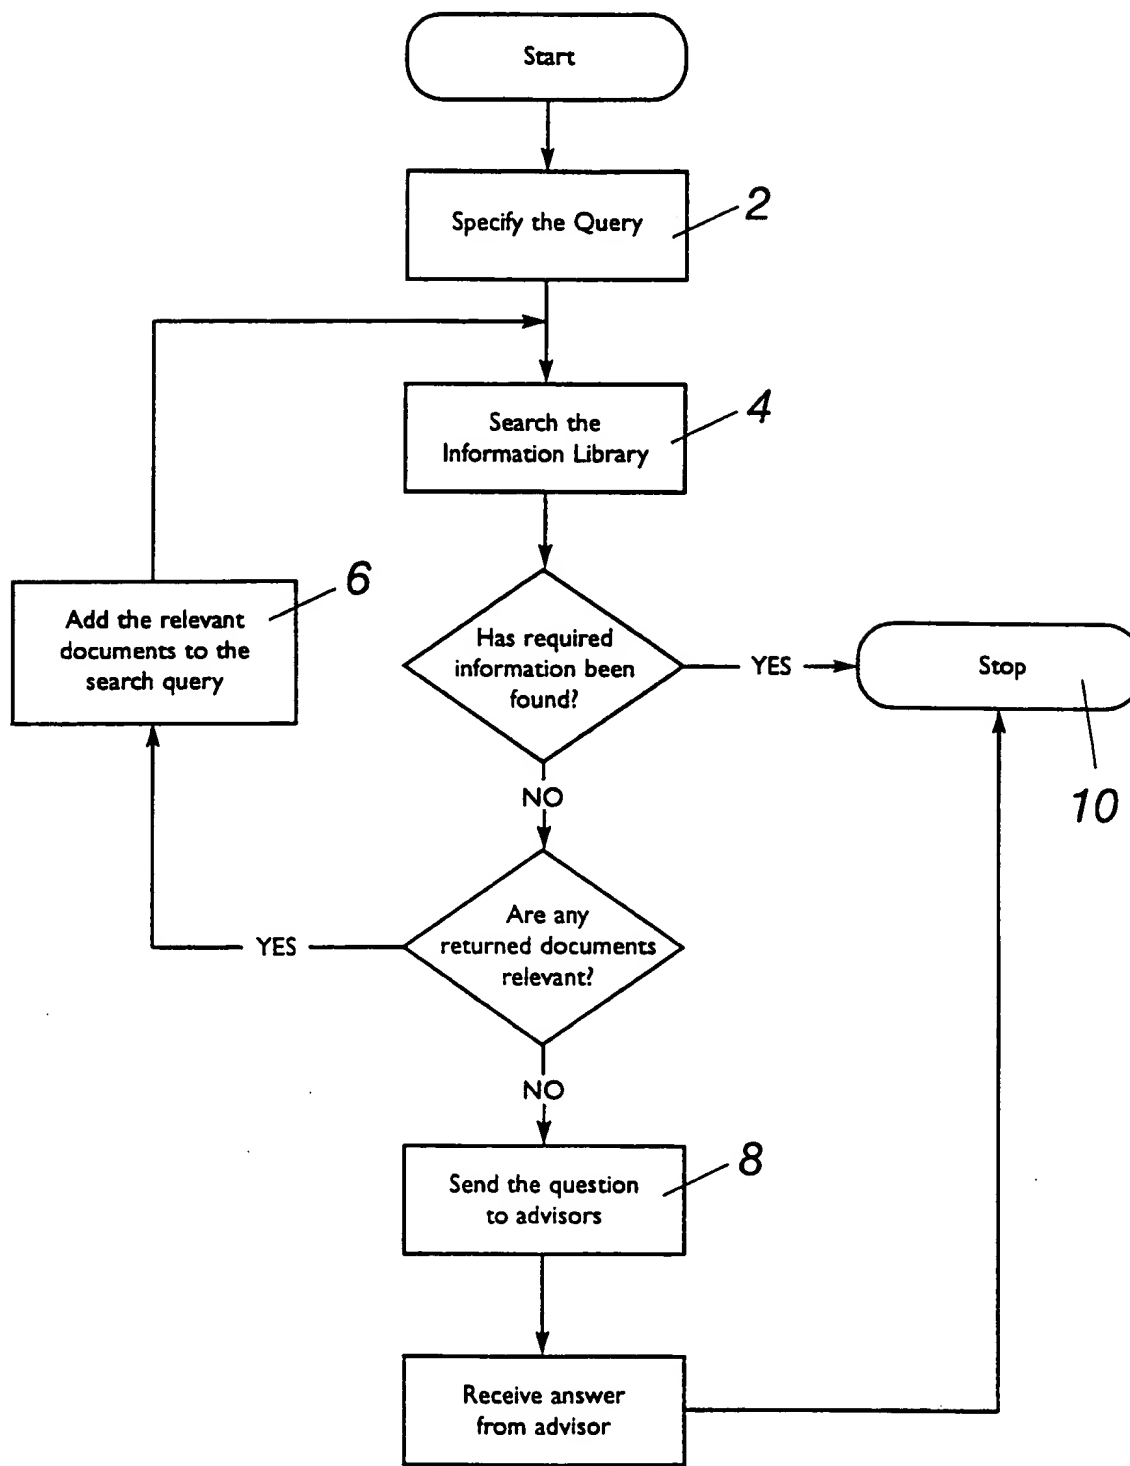 Start
Specify the Query
2
Search the
Information Library
4
Add the relevant
documents to the
search query
6
Has required
information been
found?
YES
Stop
10
NO
Are any
returned documents
relevant?
YES
NO
Send the question
to advisors
8
Receive answer
from advisor